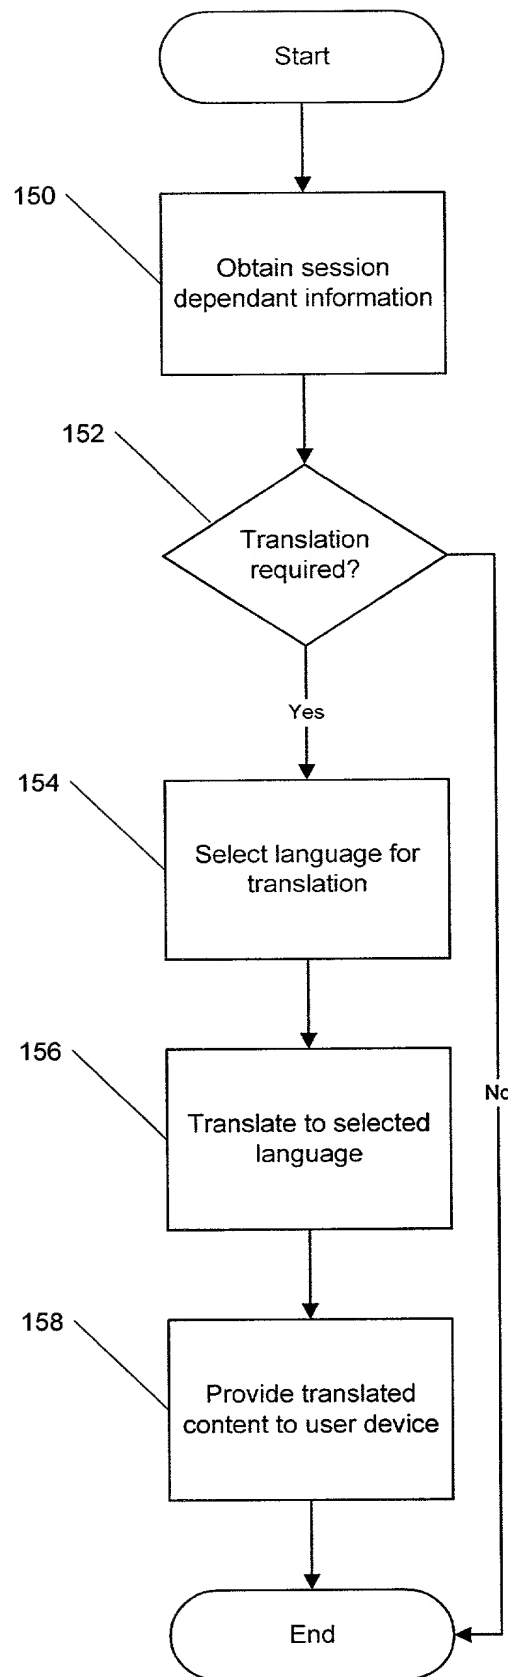 Start
150
Obtain session
dependant information
152
Translation
required?
Yes
154
Select language for
translation
156
Translate to selected
language
No
158
Provide translated
content to user device
End